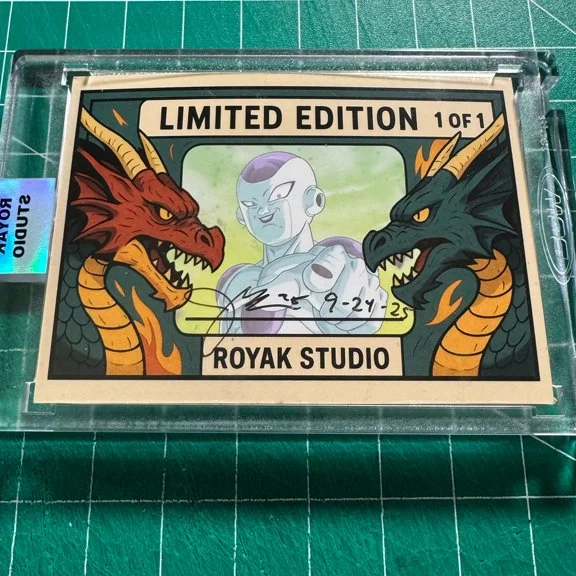 LIMITED EDITION 1 OF 1
9-24-25
ROYAK STUDIO
ROYAK
STUDIO